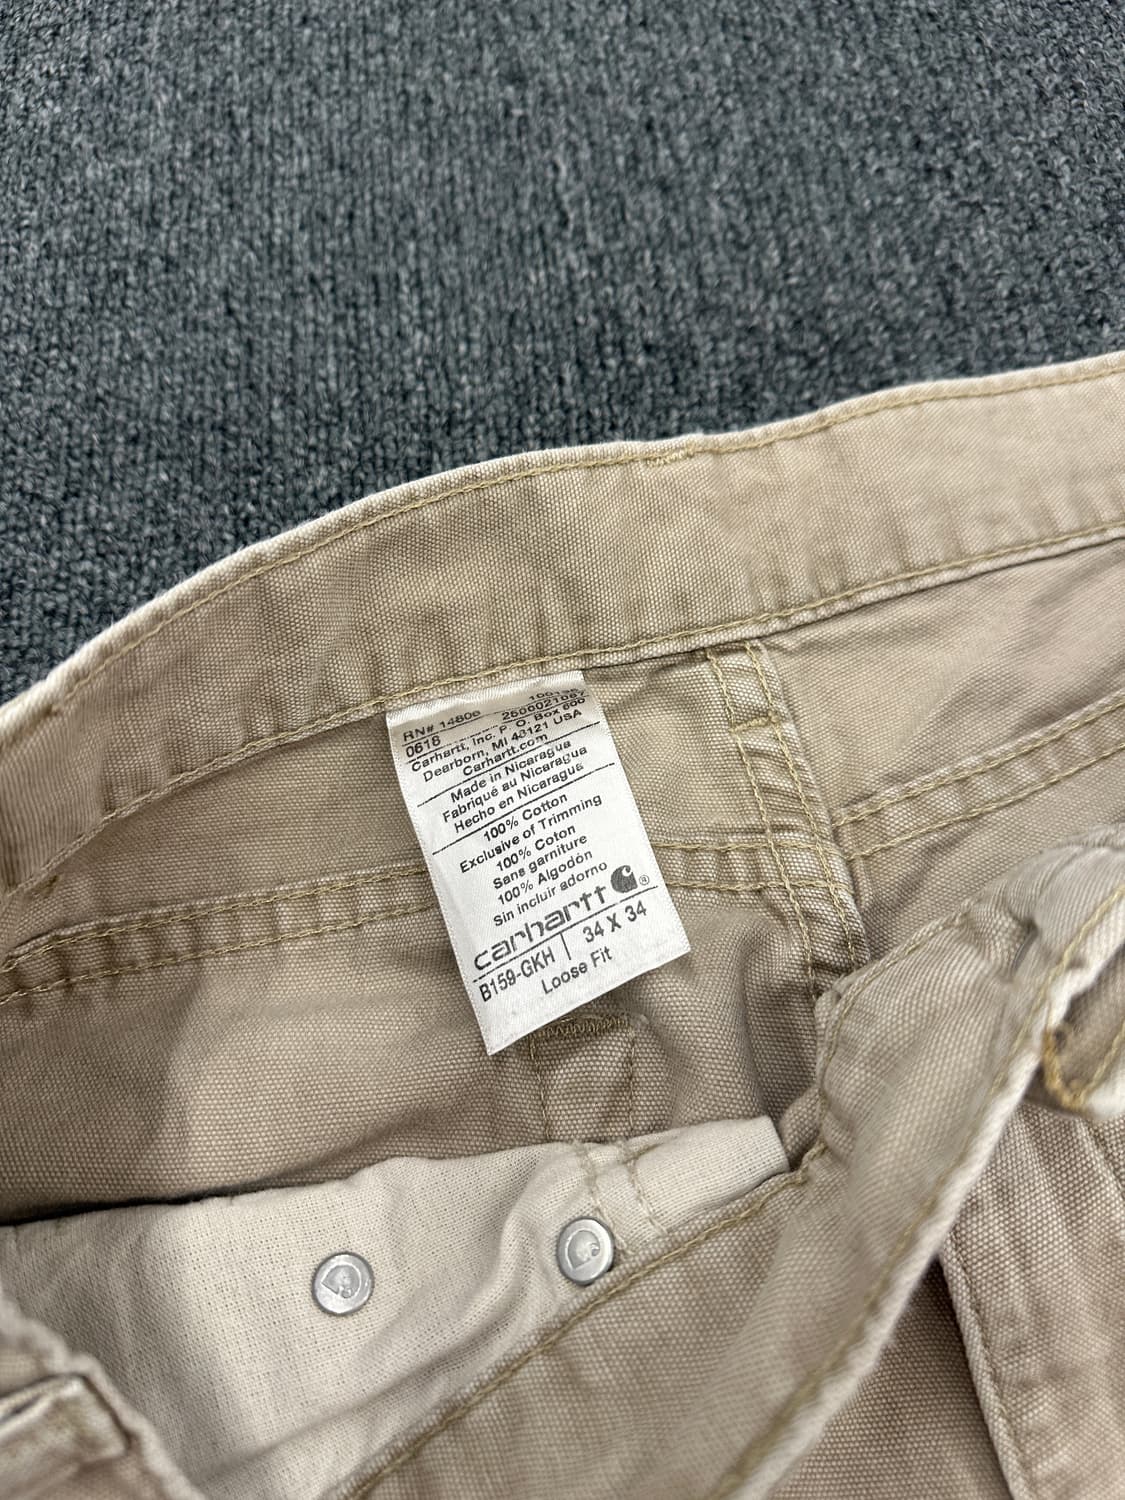 RN# 14806
0618 2500021087
Carhartt, Inc. P. O. Box 600
Dearborn, MI 48121 USA
Carhartt.com
Made in Nicaragua
Fabriqué au Nicaragua
Hecho en Nicaragua
100% Cotton
Exclusive of Trimming
100% Coton
Sans garniture
100% Algodón
Sin incluir adorno
carhartt ®
B159-GKH 34 X 34
Loose Fit